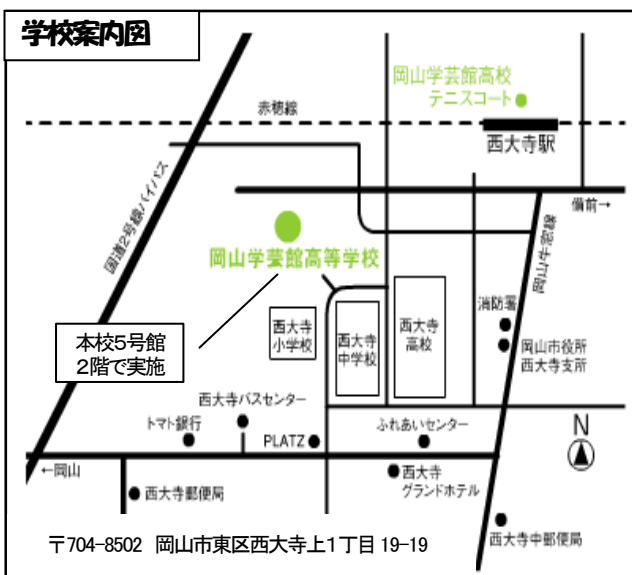 学校案内図
岡山学芸館高校
テニスコート
赤穂線
西大寺駅
国道2号線バイパス
備前→
岡山牛窓線
岡山学芸館高等学校
消防署
西大寺
小学校
西大寺
中学校
西大寺
高校
岡山市役所
西大寺支所
本校5号館
2階で実施
西大寺バスセンター
トマト銀行
PLATZ
ふれあいセンター
N
←岡山
西大寺郵便局
西大寺
グランドホテル
西大寺中郵便局
〒704-8502 岡山市東区西大寺上1丁目19-19